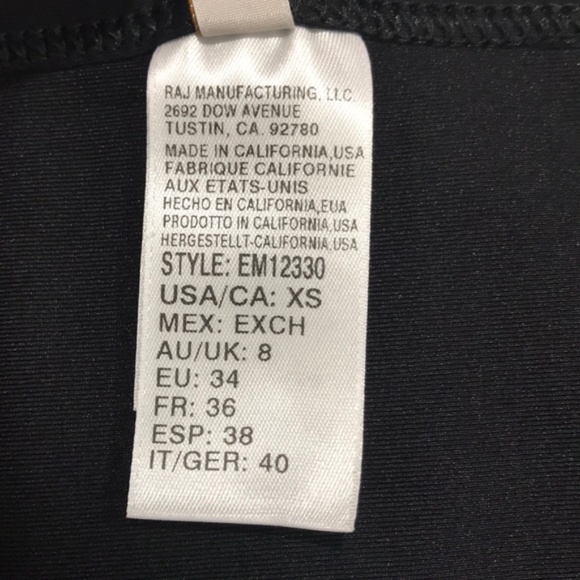 RAJ MANUFACTURING, LLC.
2692 DOW AVENUE
TUSTIN, CA. 92780
MADE IN CALIFORNIA,USA
FABRIQUE CALIFORNIE
AUX ETATS-UNIS
HECHO EN CALIFORNIA,EUA
PRODOTTO IN CALIFORNIA,USA
HERGESTELLT-CALIFORNIA,USA
STYLE: EM12330
USA/CA: XS
MEX: EXCH
AU/UK: 8
EU: 34
FR: 36
ESP: 38
IT/GER: 40